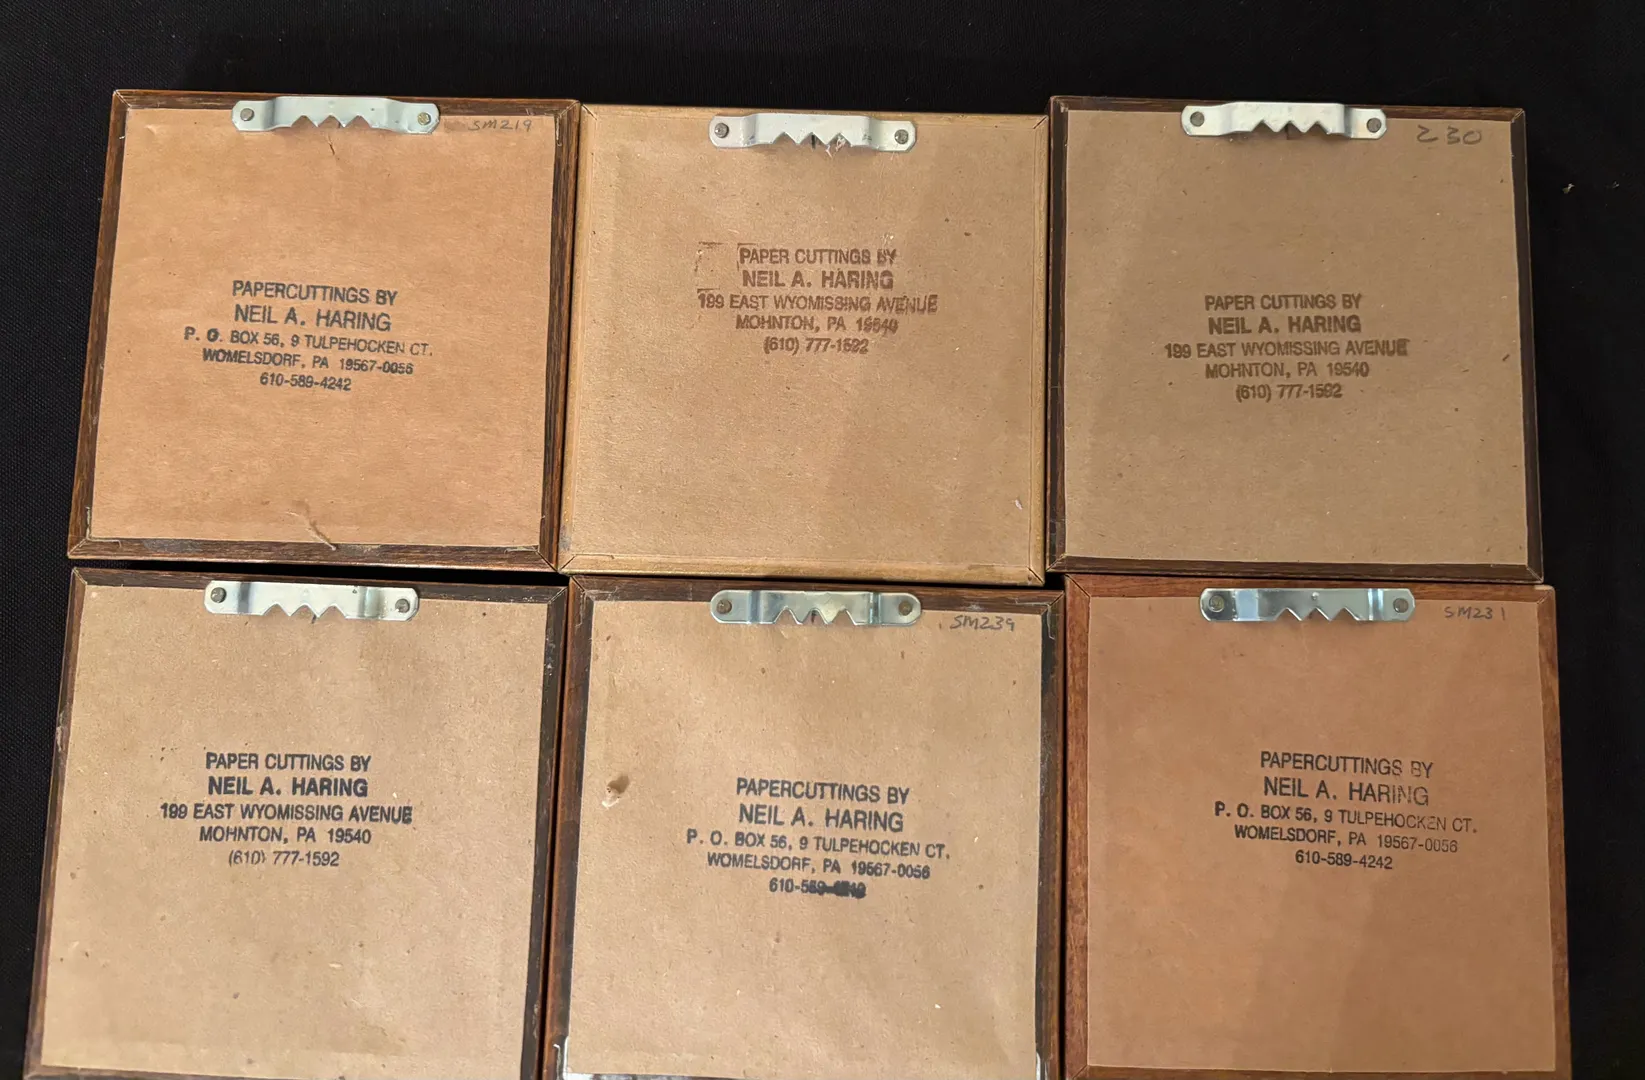 SM219
PAPERCUTTINGS BY
NEIL A. HARING
P. O. BOX 56, 9 TULPEHOCKEN CT.
WOMELSDORF, PA 19567-0056
610-589-4242
PAPER CUTTINGS BY
NEIL A. HARING
199 EAST WYOMISSING AVENUE
MOHNTON, PA 19540
(610) 777-1592
230
PAPER CUTTINGS BY
NEIL A. HARING
199 EAST WYOMISSING AVENUE
MOHNTON, PA 19540
(610) 777-1592
PAPER CUTTINGS BY
NEIL A. HARING
199 EAST WYOMISSING AVENUE
MOHNTON, PA 19540
(610) 777-1592
SM239
PAPERCUTTINGS BY
NEIL A. HARING
P. O. BOX 56, 9 TULPEHOCKEN CT.
WOMELSDORF, PA 19567-0056
SM231
PAPERCUTTINGS BY
NEIL A. HARING
P. O. BOX 56, 9 TULPEHOCKEN CT.
WOMELSDORF, PA 19567-0056
610-589-4242